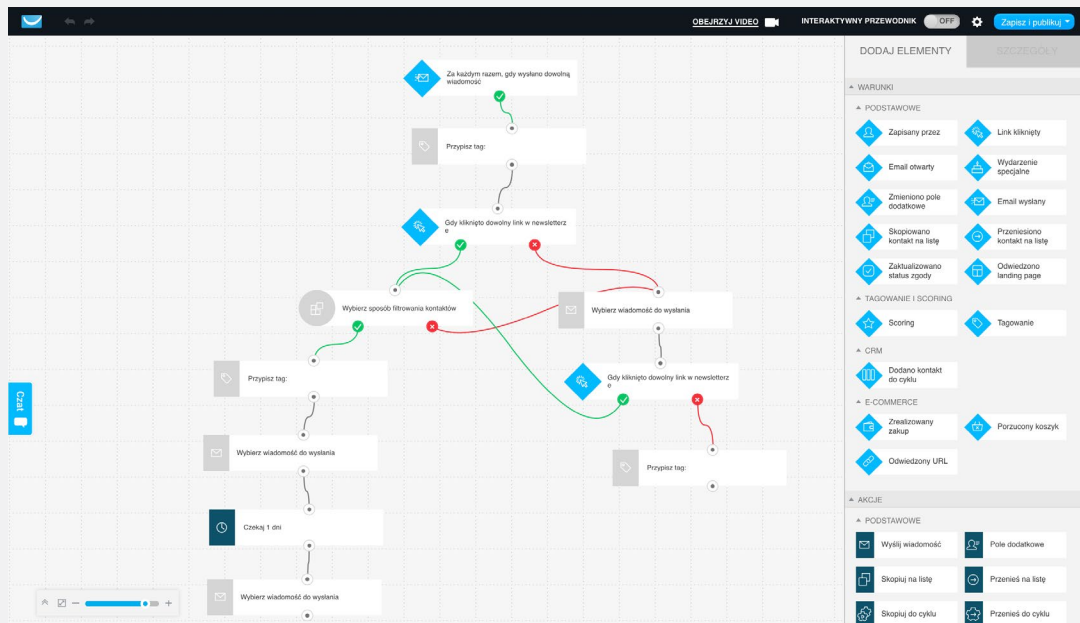 OBEJRZYJ VIDEO
INTERAKTYWNY PRZEWODNIK
OFF
Zapisz i publikuj
DODAJ ELEMENTY
SZCZEGÓŁY
WARUNKI
PODSTAWOWE
Zapisany przez
Link kliknięty
Email otwarty
Wydarzenie
specjalne
Zmieniono pole
dodatkowe
Email wysłany
Skopiowano
kontakt na listę
Przeniesiono
kontakt na listę
Zaktualizowano
status zgody
Odwiedzono
landing page
TAGOWANIE I SCORING
Scoring
Tagowanie
CRM
Dodano kontakt
do cyklu
E-COMMERCE
Zrealizowany
zakup
Porzucony koszyk
Odwiedzony URL
AKCJE
PODSTAWOWE
Wyślij wiadomość
Pole dodatkowe
Skopiuj na listę
Przenieś na listę
Skopiuj do cyklu
Przenieś do cyklu
Za każdym razem, gdy wysłano dowolną
wiadomość
Przypisz tag:
Gdy kliknięto dowolny link w newsletterz
e
Wybierz sposób filtrowania kontaktów
Wybierz wiadomość do wysłania
Przypisz tag:
Gdy kliknięto dowolny link w newsletterz
e
Wybierz wiadomość do wysłania
Przypisz tag:
Czekaj 1 dni
Wybierz wiadomość do wysłania
Czat